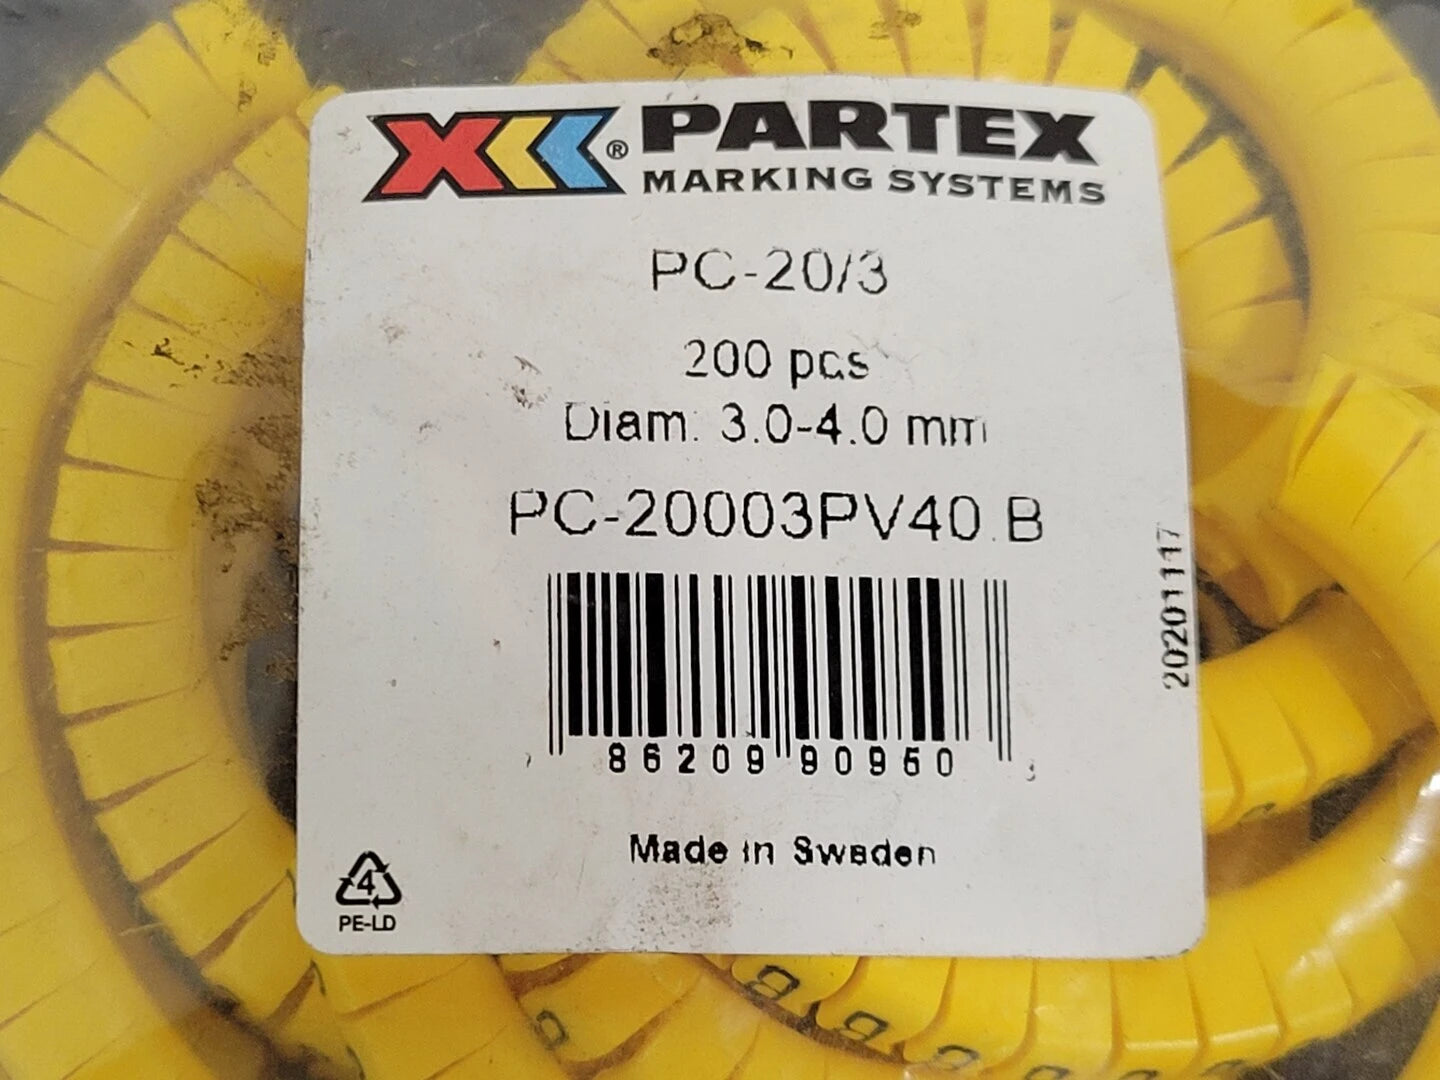 ® PARTEX
MARKING SYSTEMS
PC-20/3
200 pcs
Diam. 3.0-4.0 mm
PC-20003PV40.B
20201117
86209 90960
Made in Sweden
4
PE-LD
B
B